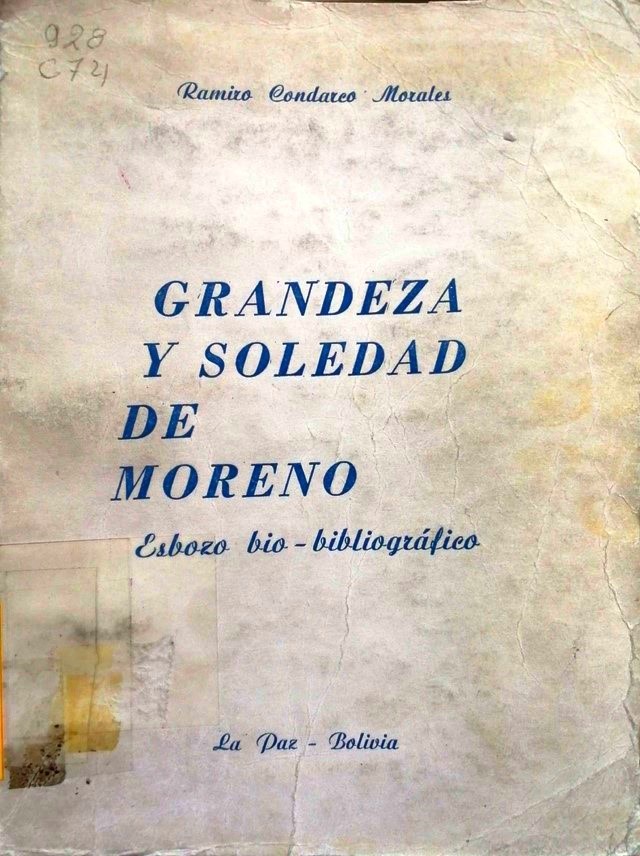 928
C74
Ramiro Condarco Morales
GRANDEZA
Y SOLEDAD
DE
MORENO
Esbozo bio-bibliográfico
La Paz - Bolivia